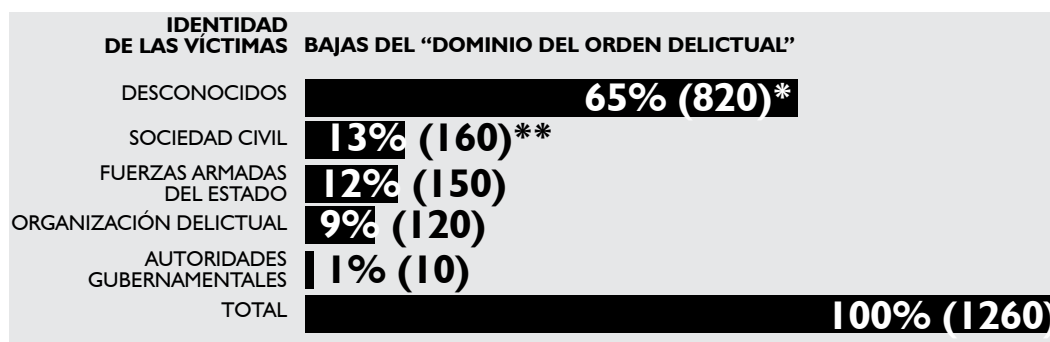 IDENTIDAD
DE LAS VÍCTIMAS BAJAS DEL “DOMINIO DEL ORDEN DELICTUAL”
DESCONOCIDOS 65% (820)*
SOCIEDAD CIVIL 13% (160)**
FUERZAS ARMADAS
DEL ESTADO 12% (150)
ORGANIZACIÓN DELICTUAL 9% (120)
AUTORIDADES
GUBERNAMENTALES 1% (10)
TOTAL 100% (1260)